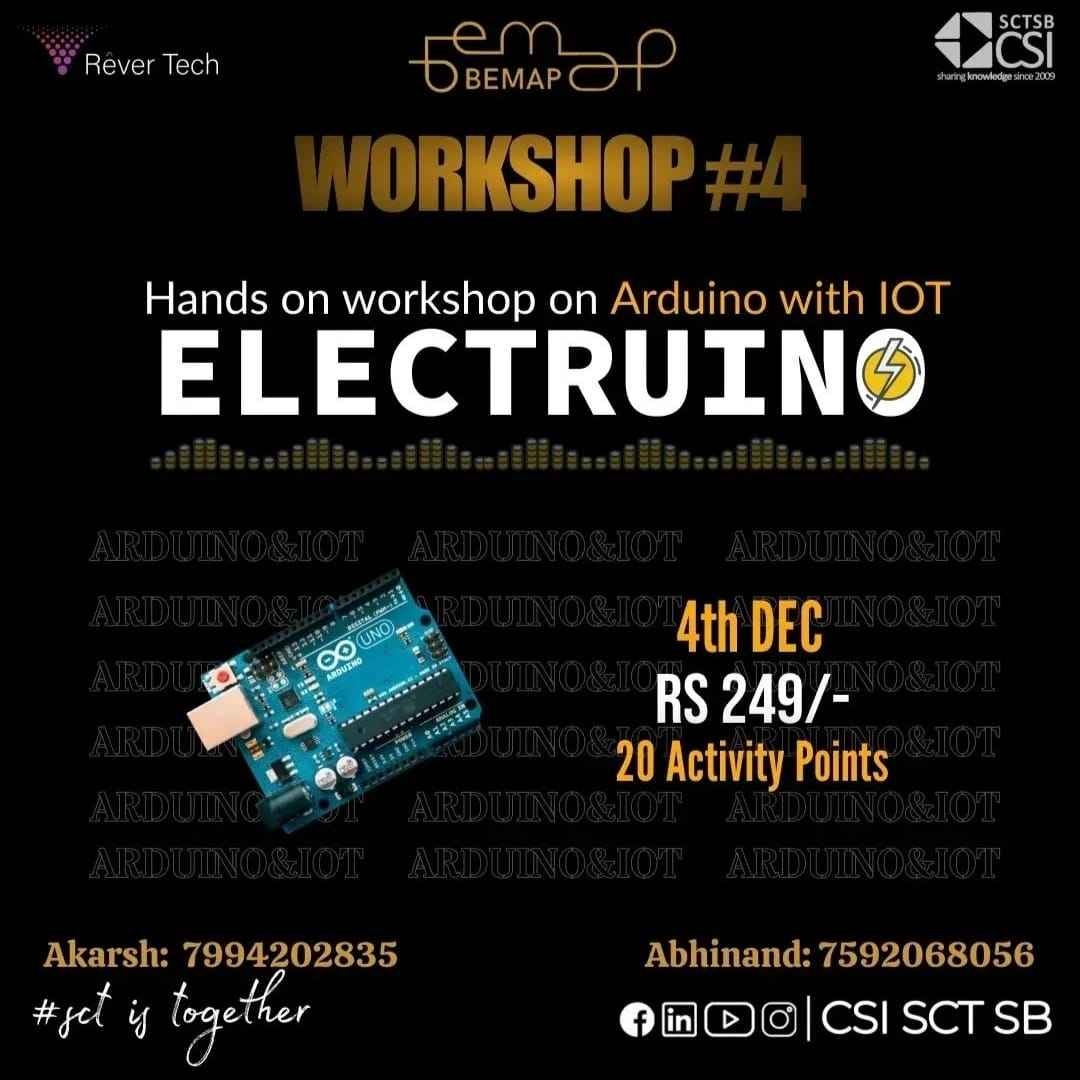 Rêver Tech
BEMAP
SCTSB
CSI
sharing knowledge since 2009
WORKSHOP #4
Hands on workshop on Arduino with IOT
ELECTRUINO
ARDUINO&IOT ARDUINO&IOT ARDUINO&IOT
ARDUINO&IOT ARDUINO&IOT ARDUINO&IOT
ARDUINO&IOT ARDUINO&IOT ARDUINO&IOT
ARDUINO&IOT ARDUINO&IOT ARDUINO&IOT
ARDUINO&IOT ARDUINO&IOT ARDUINO&IOT
ARDUINO&IOT ARDUINO&IOT ARDUINO&IOT
DIGITAL (PWM~)
UNO
ARDUINO
POWER
4th DEC
RS 249/-
20 Activity Points
Akarsh: 7994202835
Abhinand: 7592068056
#sct is together
CSI SCT SB